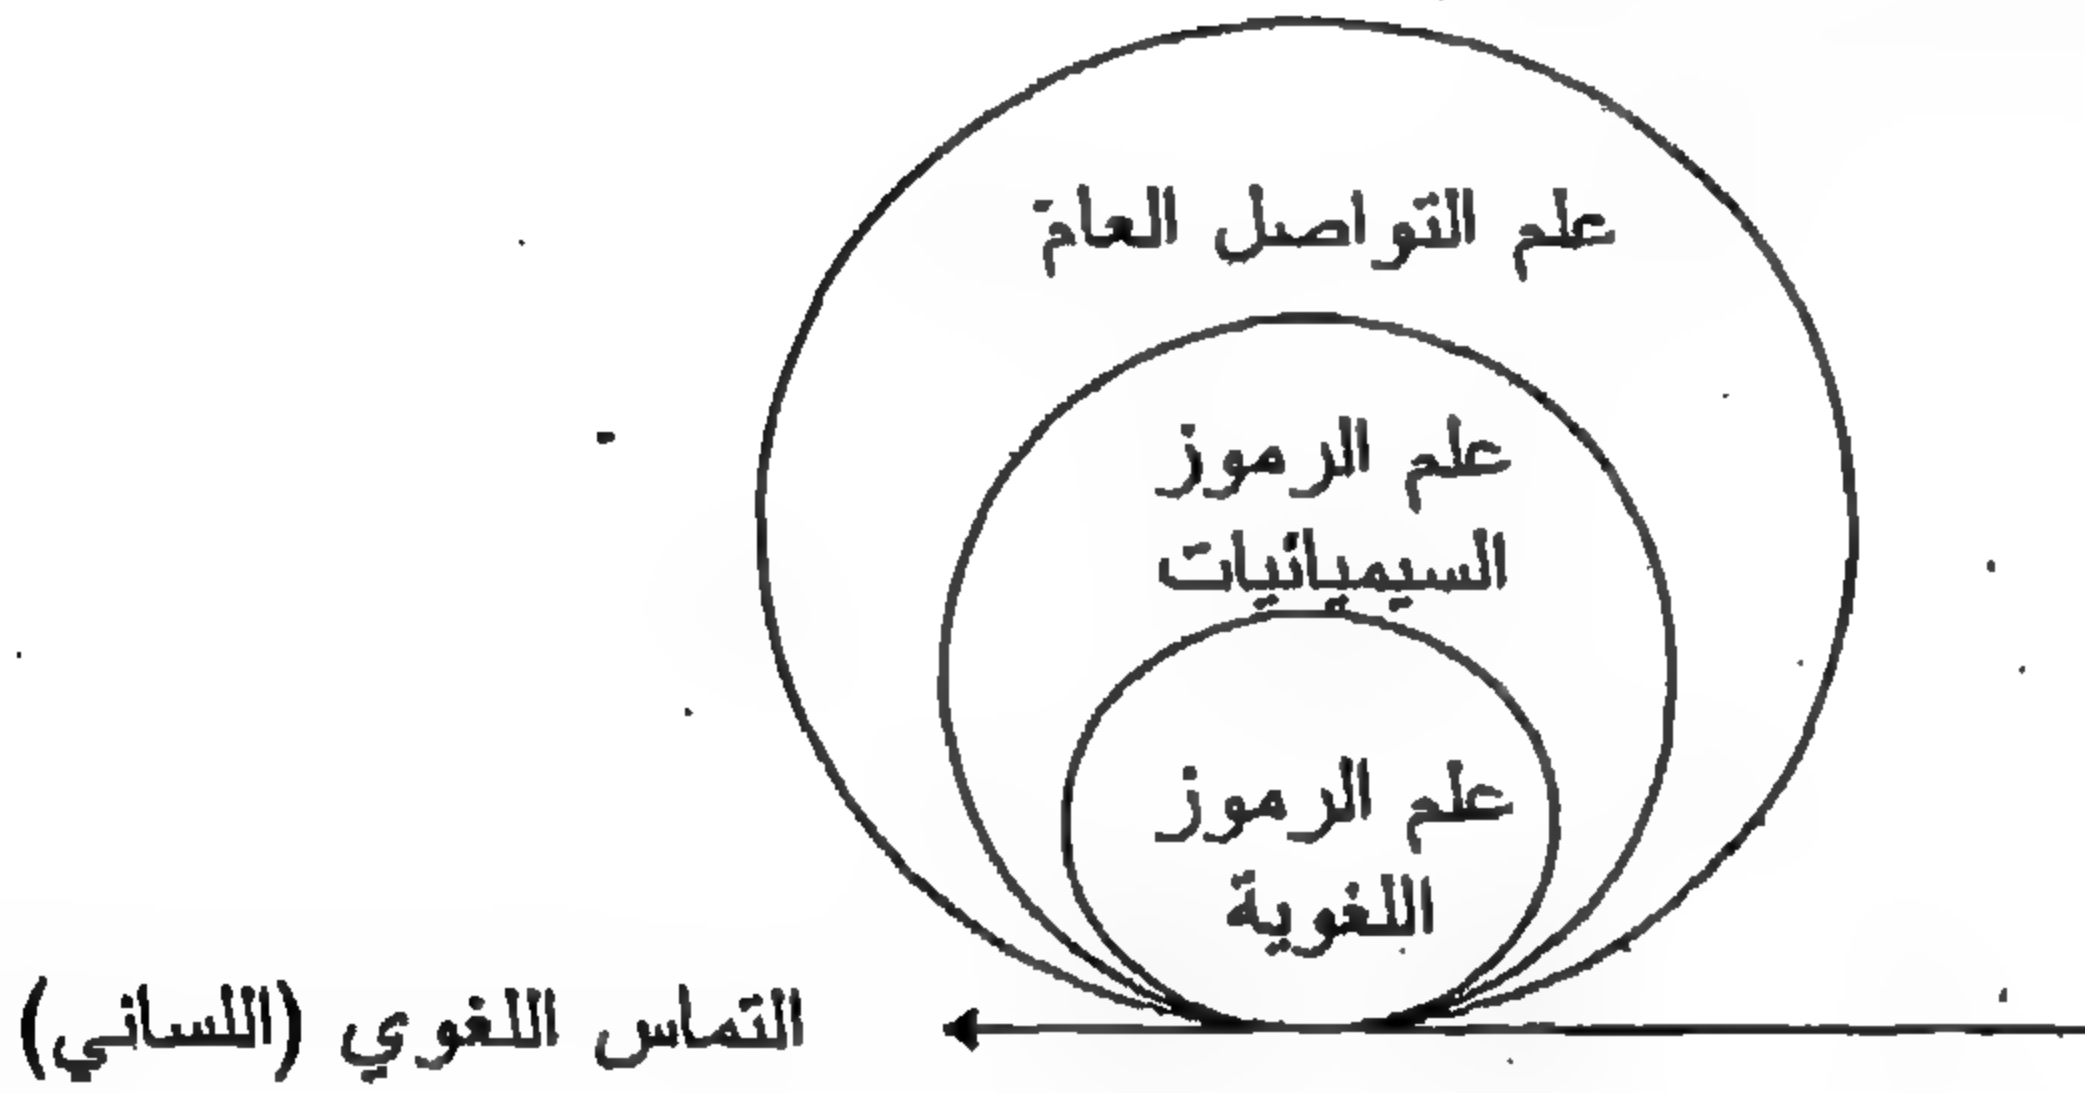 علم التواصل العامّ
علم الرموز
السيميائيات
علم الرموز
اللغوية
التماس اللغوي (اللساني)